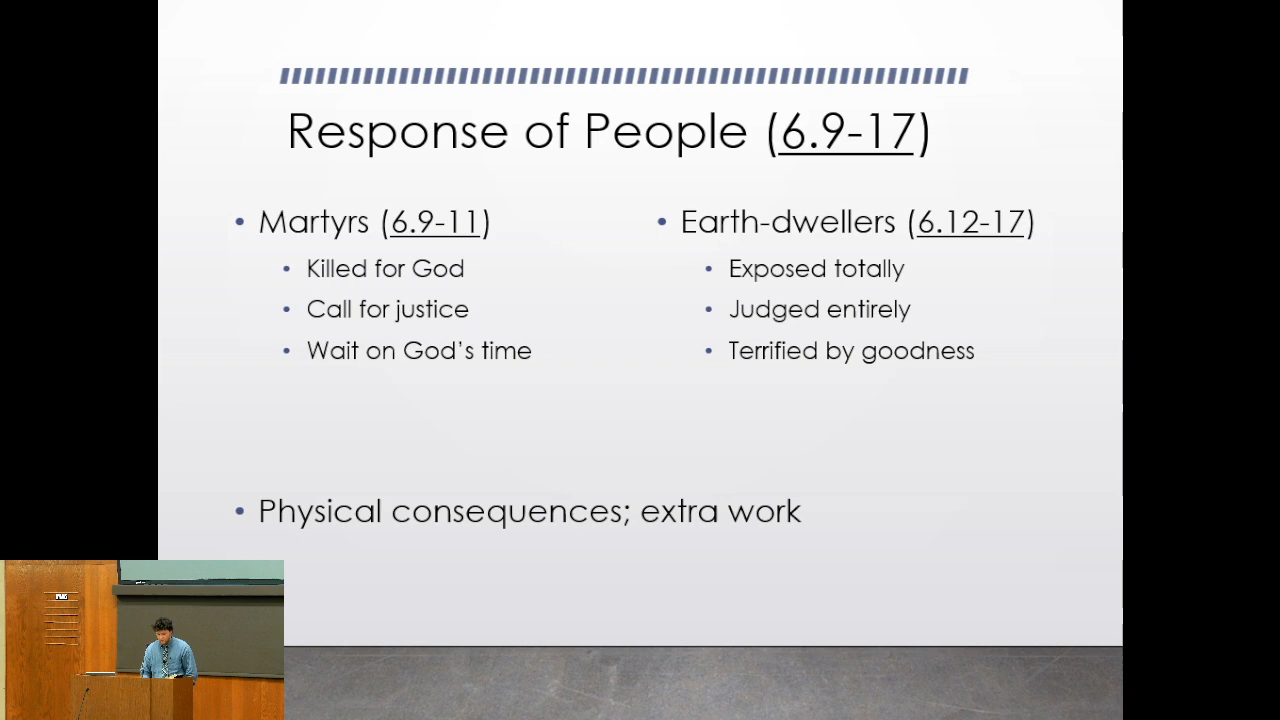 Response of People (6.9-17)
• Martyrs (6.9-11)
• Killed for God
• Call for justice
• Wait on God's time
• Earth-dwellers (6.12-17)
• Exposed totally
• Judged entirely
• Terrified by goodness
• Physical consequences; extra work